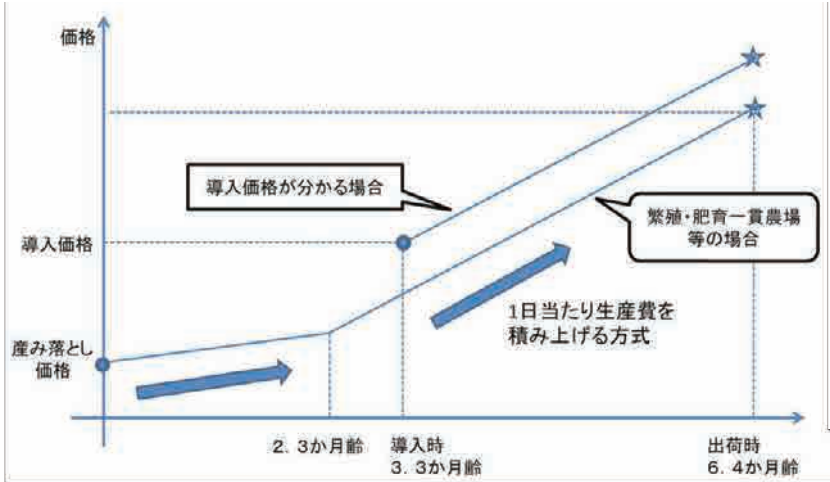 価格
導入価格が分かる場合
繁殖・肥育一貫農場
等の場合
導入価格
1日当たり生産費を
積み上げる方式
産み落とし
価格
2．3か月齢
導入時
3．3か月齢
出荷時
6．4か月齢